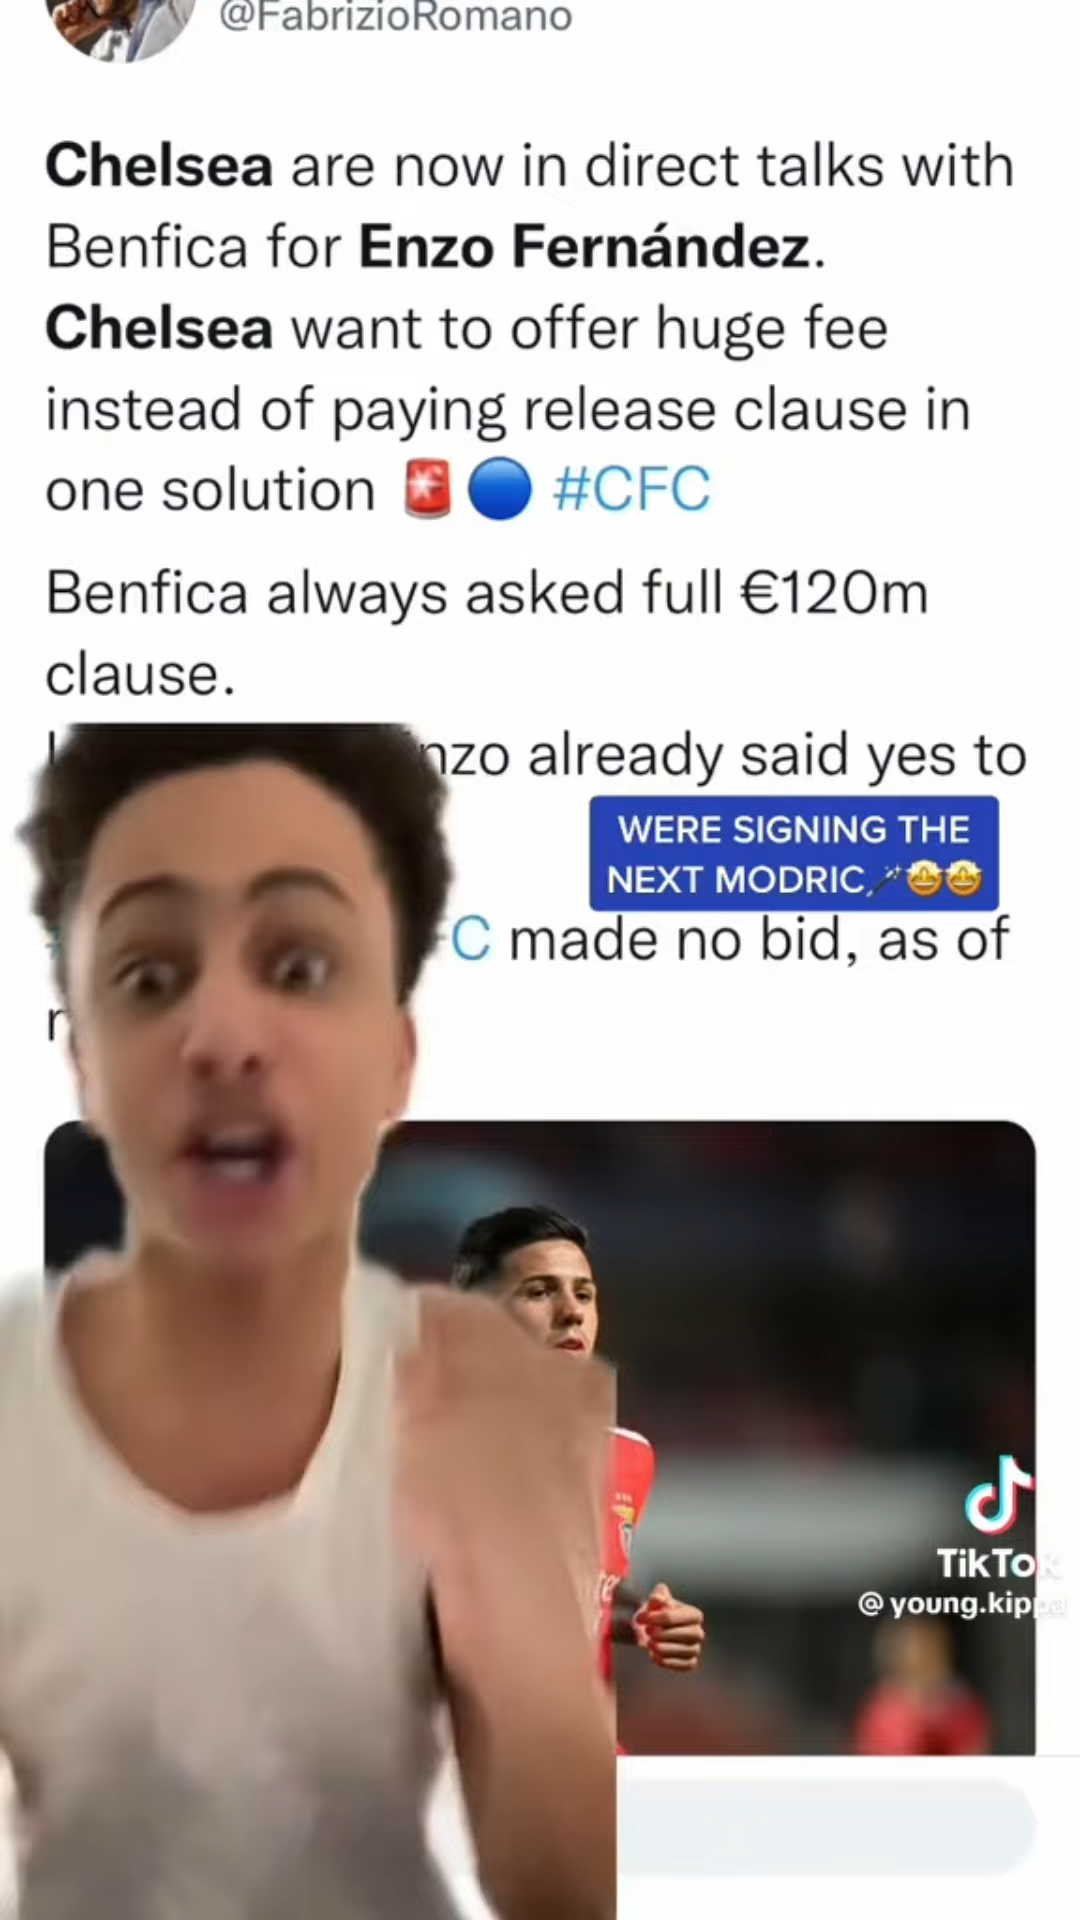 @FabrizioRomano
Chelsea are now in direct talks with
Benfica for Enzo Fernández.
Chelsea want to offer huge fee
instead of paying release clause in
one solution 🚨🔵 #CFC
Benfica always asked full €120m
clause.
already said yes to
WERE SIGNING THE
NEXT MODRIC🪄🤩🤩
made no bid, as of
TikTok
@young.kippa